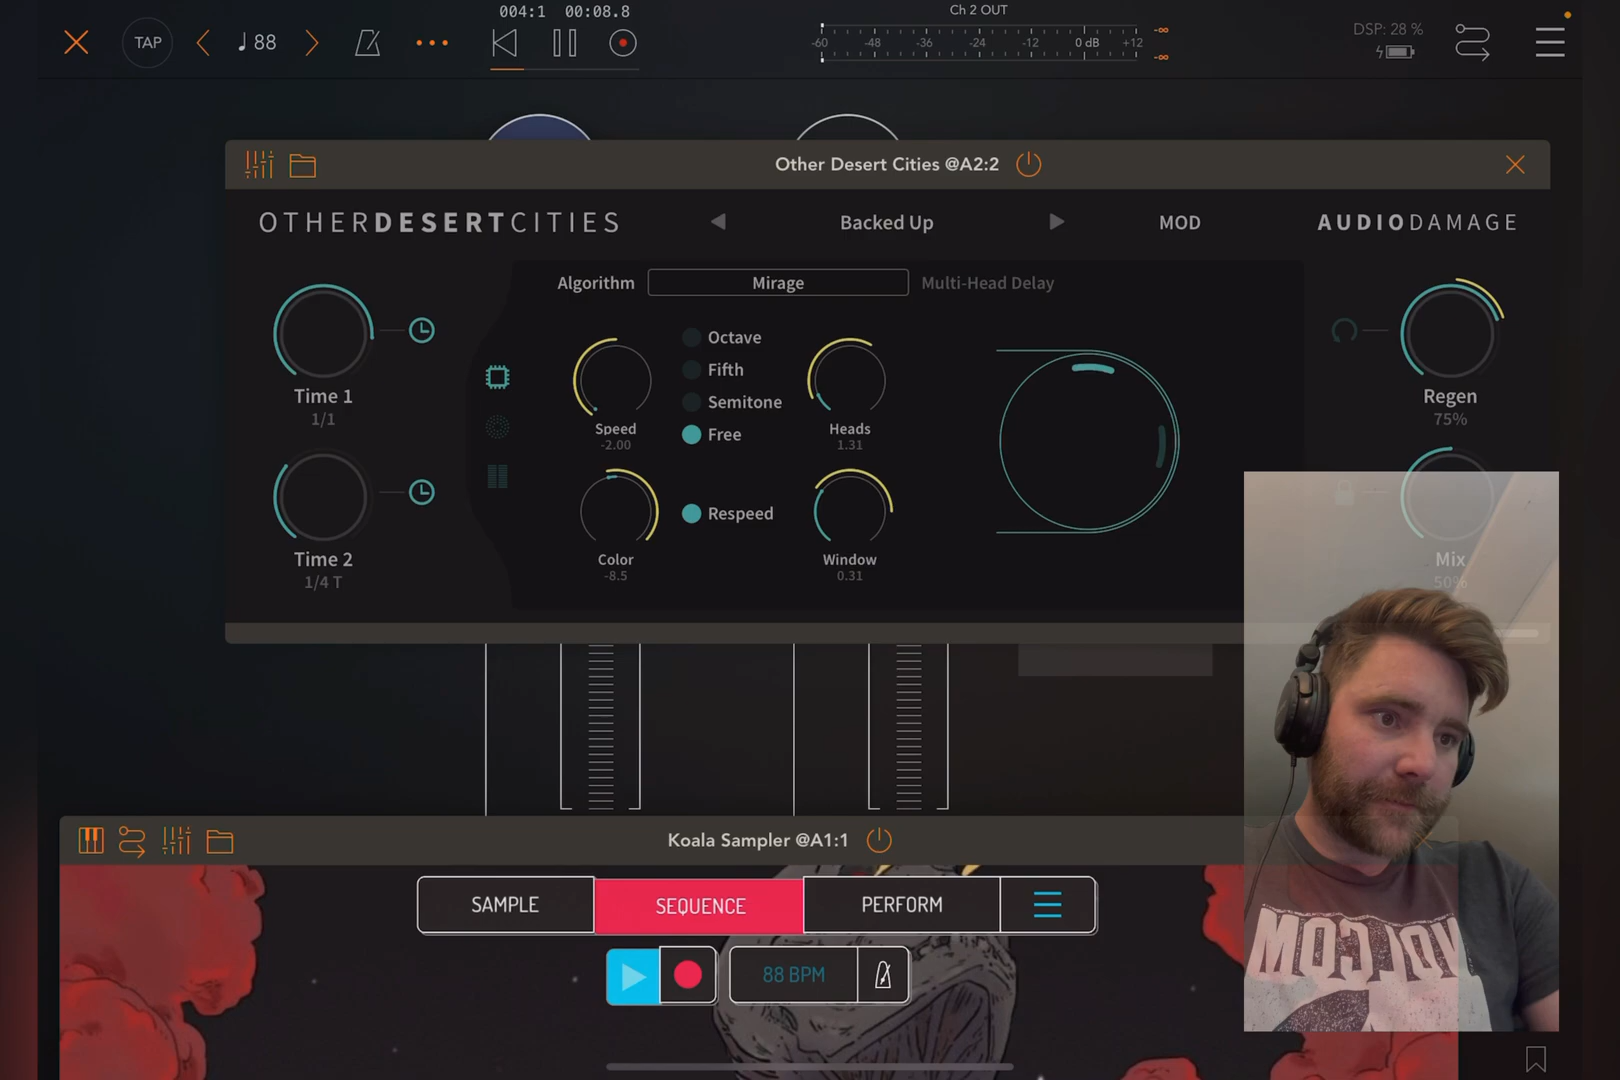 004:1 00:08.8
Ch 2 OUT
TAP
♩88
-60 -48 -36 -24 -12 0 dB +12
-∞
-∞
DSP: 28 %
Other Desert Cities @A2:2
OTHERDESERTCITIES
Backed Up
MOD
AUDIODAMAGE
Algorithm
Mirage
Multi-Head Delay
Time 1
1/1
Time 2
1/4 T
Speed
-2.00
Octave
Fifth
Semitone
Free
Heads
1.31
Color
-8.5
Respeed
Window
0.31
Regen
75%
Mix
50%
Koala Sampler @A1:1
SAMPLE
SEQUENCE
PERFORM
88 BPM